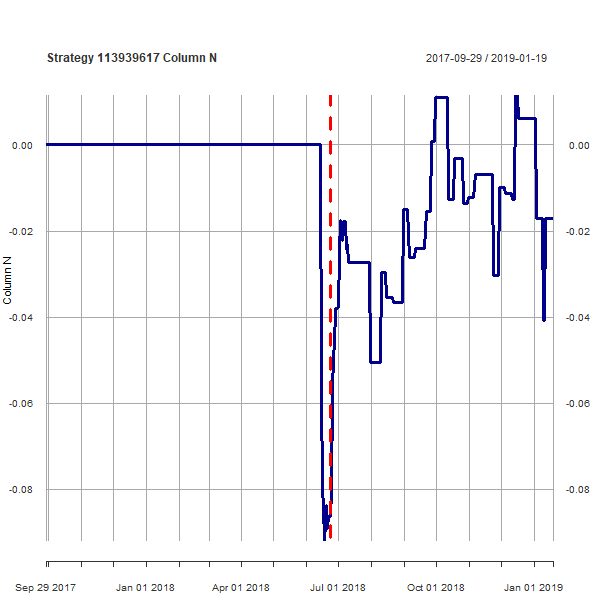 Strategy 113939617 Column N
2017-09-29 / 2019-01-19
Column N
0.00 0.00
-0.02 -0.02
-0.04 -0.04
-0.06 -0.06
-0.08 -0.08
Sep 29 2017 Jan 01 2018 Apr 01 2018 Jul 01 2018 Oct 01 2018 Jan 01 2019